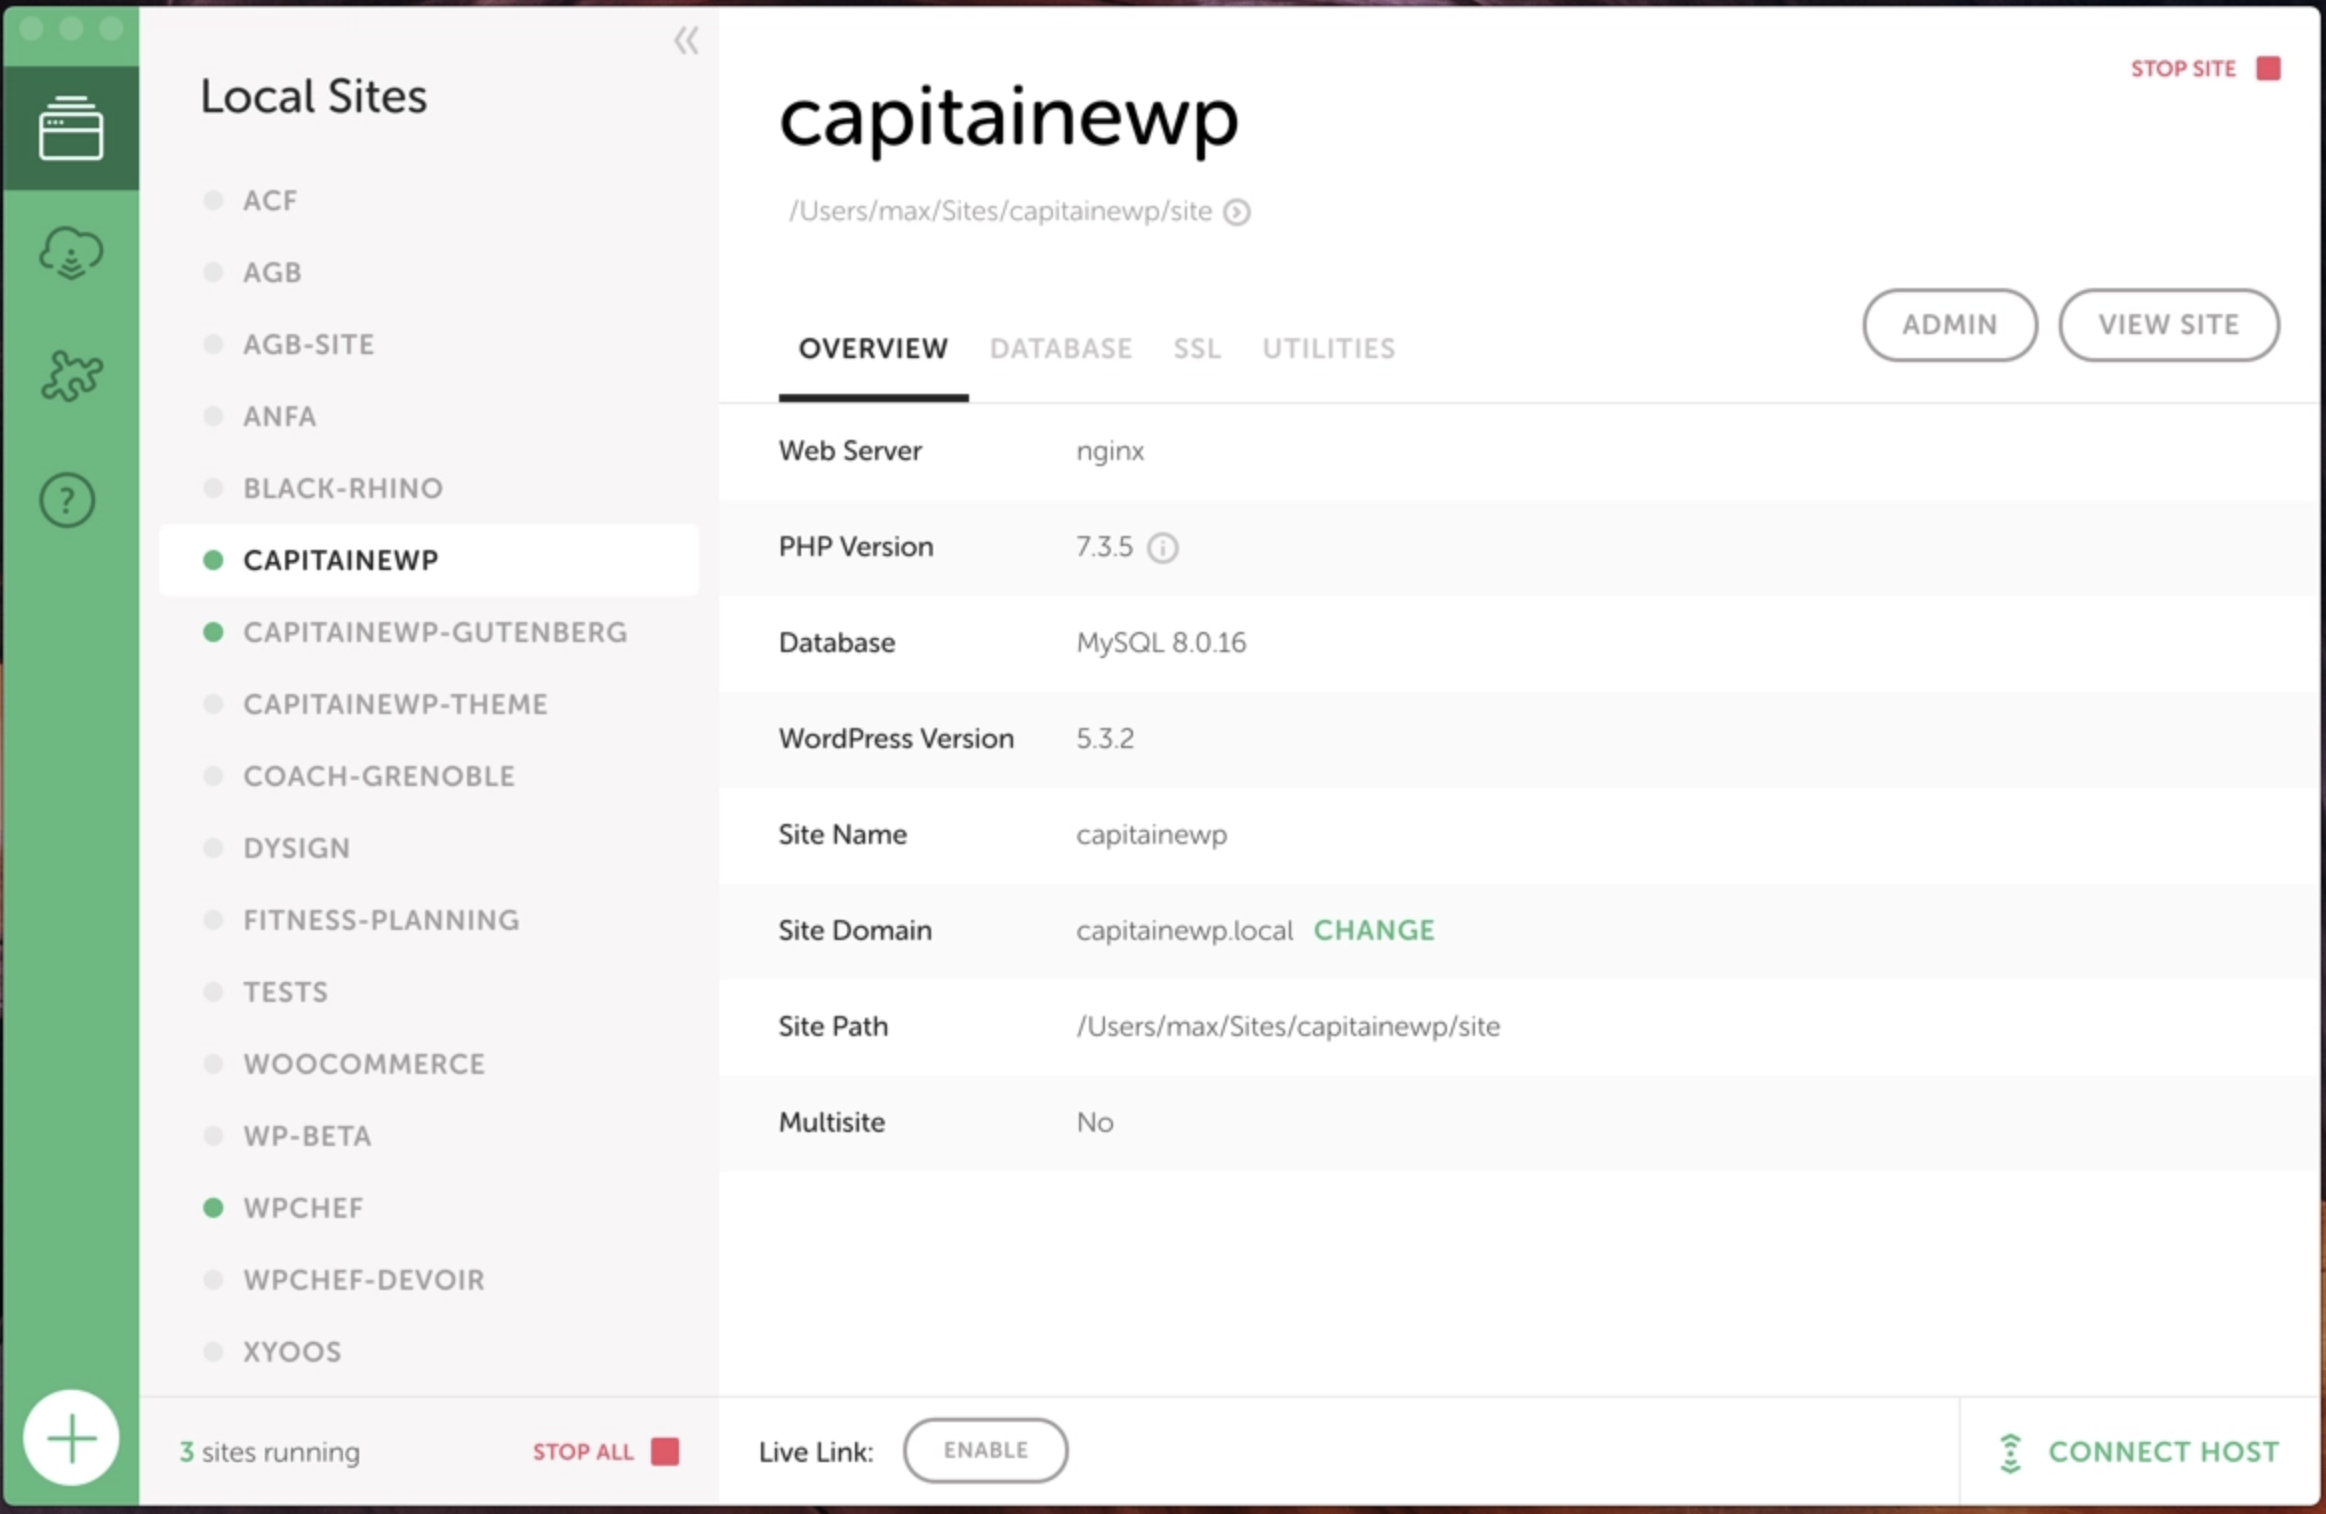 Local Sites
ACF
AGB
AGB-SITE
ANFA
BLACK-RHINO
CAPITAINEWP
CAPITAINEWP-GUTENBERG
CAPITAINEWP-THEME
COACH-GRENOBLE
DYSIGN
FITNESS-PLANNING
TESTS
WOOCOMMERCE
WP-BETA
WPCHEF
WPCHEF-DEVOIR
XYOOS
3 sites running
STOP ALL
STOP SITE
capitainewp
/Users/max/Sites/capitainewp/site
ADMIN VIEW SITE
OVERVIEW DATABASE SSL UTILITIES
Web Server nginx
PHP Version 7.3.5
Database MySQL 8.0.16
WordPress Version 5.3.2
Site Name capitainewp
Site Domain capitainewp.local CHANGE
Site Path /Users/max/Sites/capitainewp/site
Multisite No
Live Link: ENABLE
CONNECT HOST